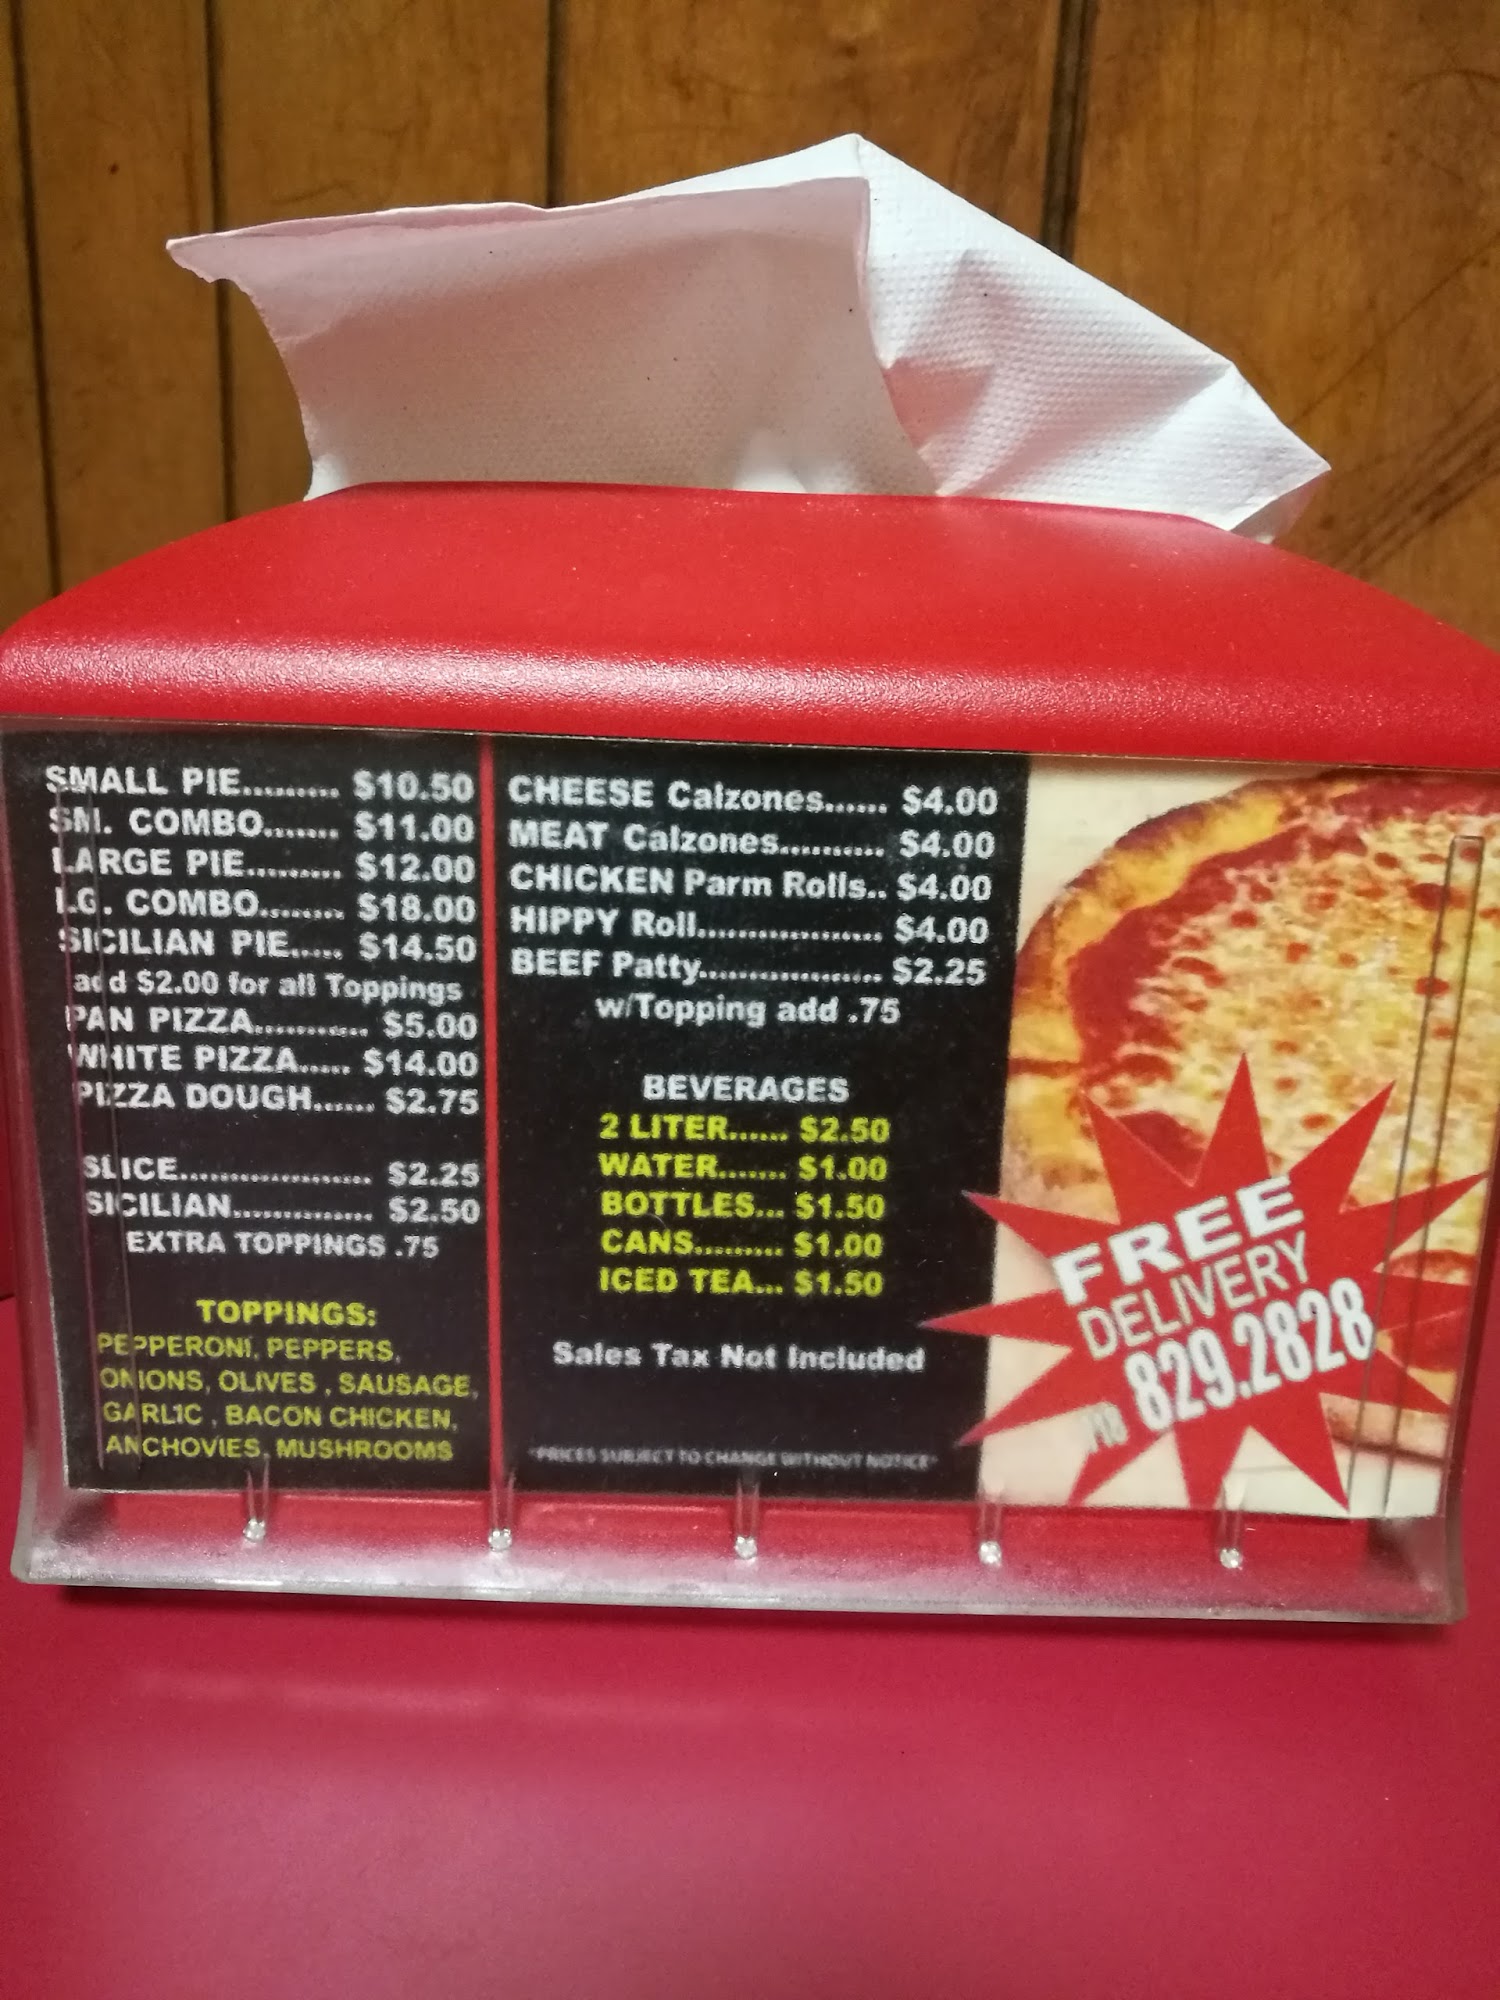 SMALL PIE.......... $10.50
SM. COMBO....... $11.00
LARGE PIE.......... $12.00
LG. COMBO......... $18.00
SICILIAN PIE..... $14.50
add $2.00 for all Toppings
PAN PIZZA............ $5.00
WHITE PIZZA..... $14.00
PIZZA DOUGH...... $2.75
SLICE.................... $2.25
SICILIAN............... $2.50
EXTRA TOPPINGS .75
TOPPINGS:
PEPPERONI, PEPPERS,
ONIONS, OLIVES , SAUSAGE,
GARL1C , BACON CHICKEN,
ANCHOVIES, MUSHROOMS
CHEESE Calzones...... $4.00
MEAT Calzones.......... $4.00
CHICKEN Parm Rolls.. $4.00
HIPPY Roll................... $4.00
BEEF Patty.................. $2.25
w/Topping add .75
BEVERAGES
2 LITER...... $2.50
WATER....... $1.00
BOTTLES... $1.50
CANS......... $1.00
ICED TEA... $1.50
Sales Tax Not Included
*PRICES SUBJECT TO CHANGE WITHOUT NOTICE*
FREE
DELIVERY
829.2828